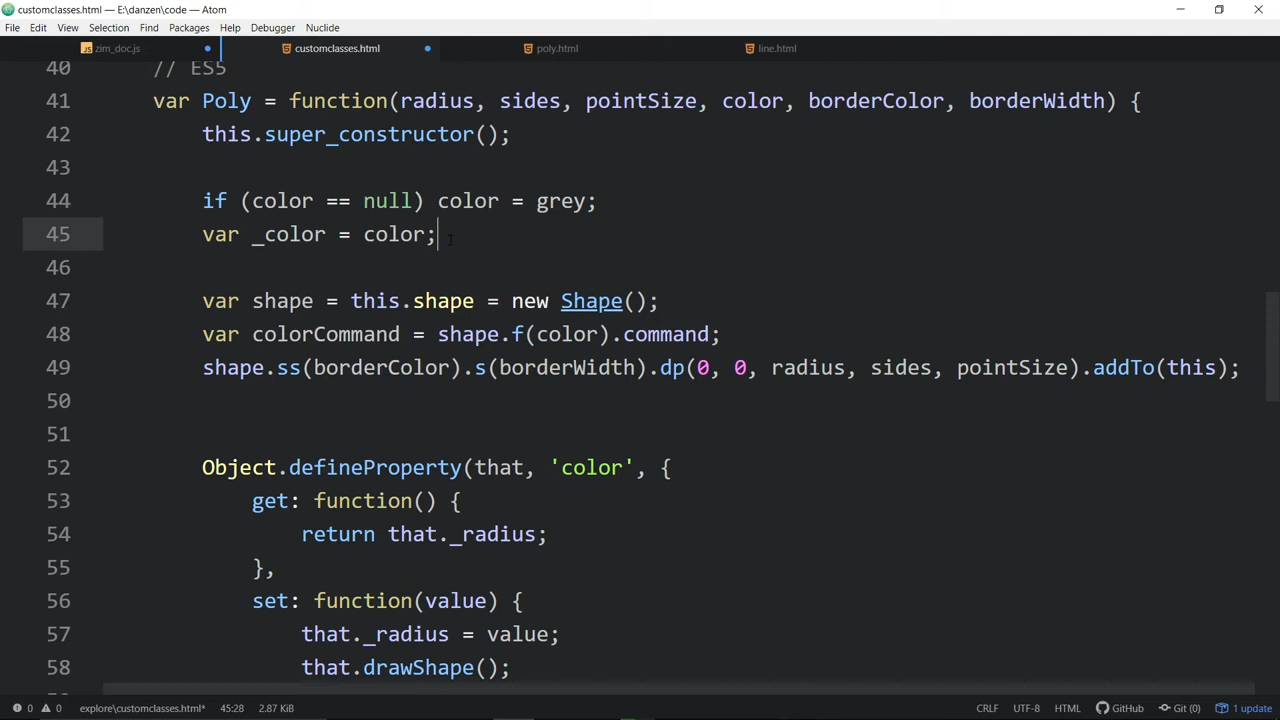 customclasses.html — E:\danzen\code — Atom
File Edit View Selection Find Packages Help Debugger Nuclide
zim_doc.js customclasses.html poly.html line.html
40 // ES5
41 var Poly = function(radius, sides, pointSize, color, borderColor, borderWidth) {
42 this.super_constructor();
43
44 if (color == null) color = grey;
45 var _color = color;
46
47 var shape = this.shape = new Shape();
48 var colorCommand = shape.f(color).command;
49 shape.ss(borderColor).s(borderWidth).dp(0, 0, radius, sides, pointSize).addTo(this);
50
51
52 Object.defineProperty(that, 'color', {
53 get: function() {
54 return that._radius;
55 },
56 set: function(value) {
57 that._radius = value;
58 that.drawShape();
0 0 explore\customclasses.html* 45:28 2.87 KiB CRLF UTF-8 HTML GitHub Git (0) 1 update